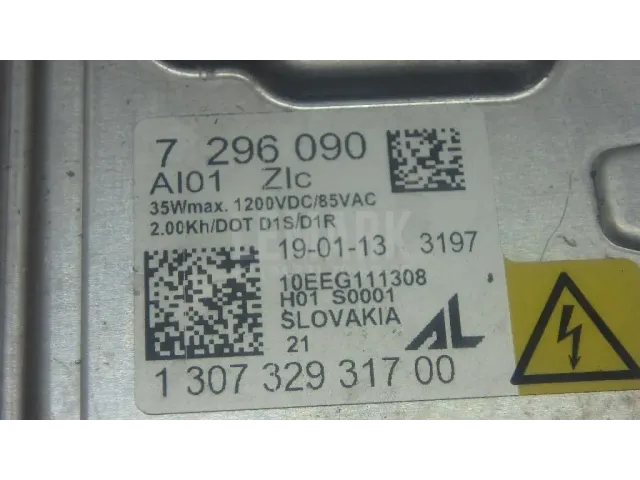 7 296 090
AI01 ZIc
35Wmax. 1200VDC/85VAC
2.00Kh/DOT D1S/D1R
19-01-13 3197
10EEG111308
H01 S0001
SLOVAKIA
AL
21
1 307 329 317 00